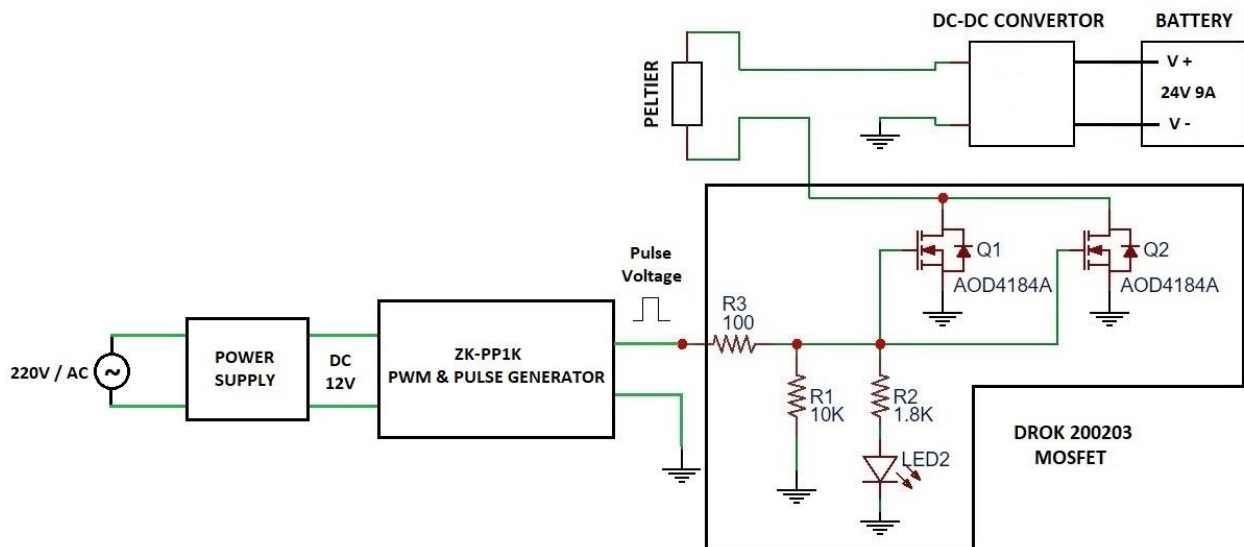 DC-DC CONVERTOR
BATTERY
V +
24V 9A
V -
PELTIER
Pulse
Voltage
Q1
AOD4184A
Q2
AOD4184A
R3
100
220V / AC
~
POWER
SUPPLY
DC
12V
ZK-PP1K
PWM & PULSE GENERATOR
R1
10K
R2
1.8K
LED2
DROK 200203
MOSFET